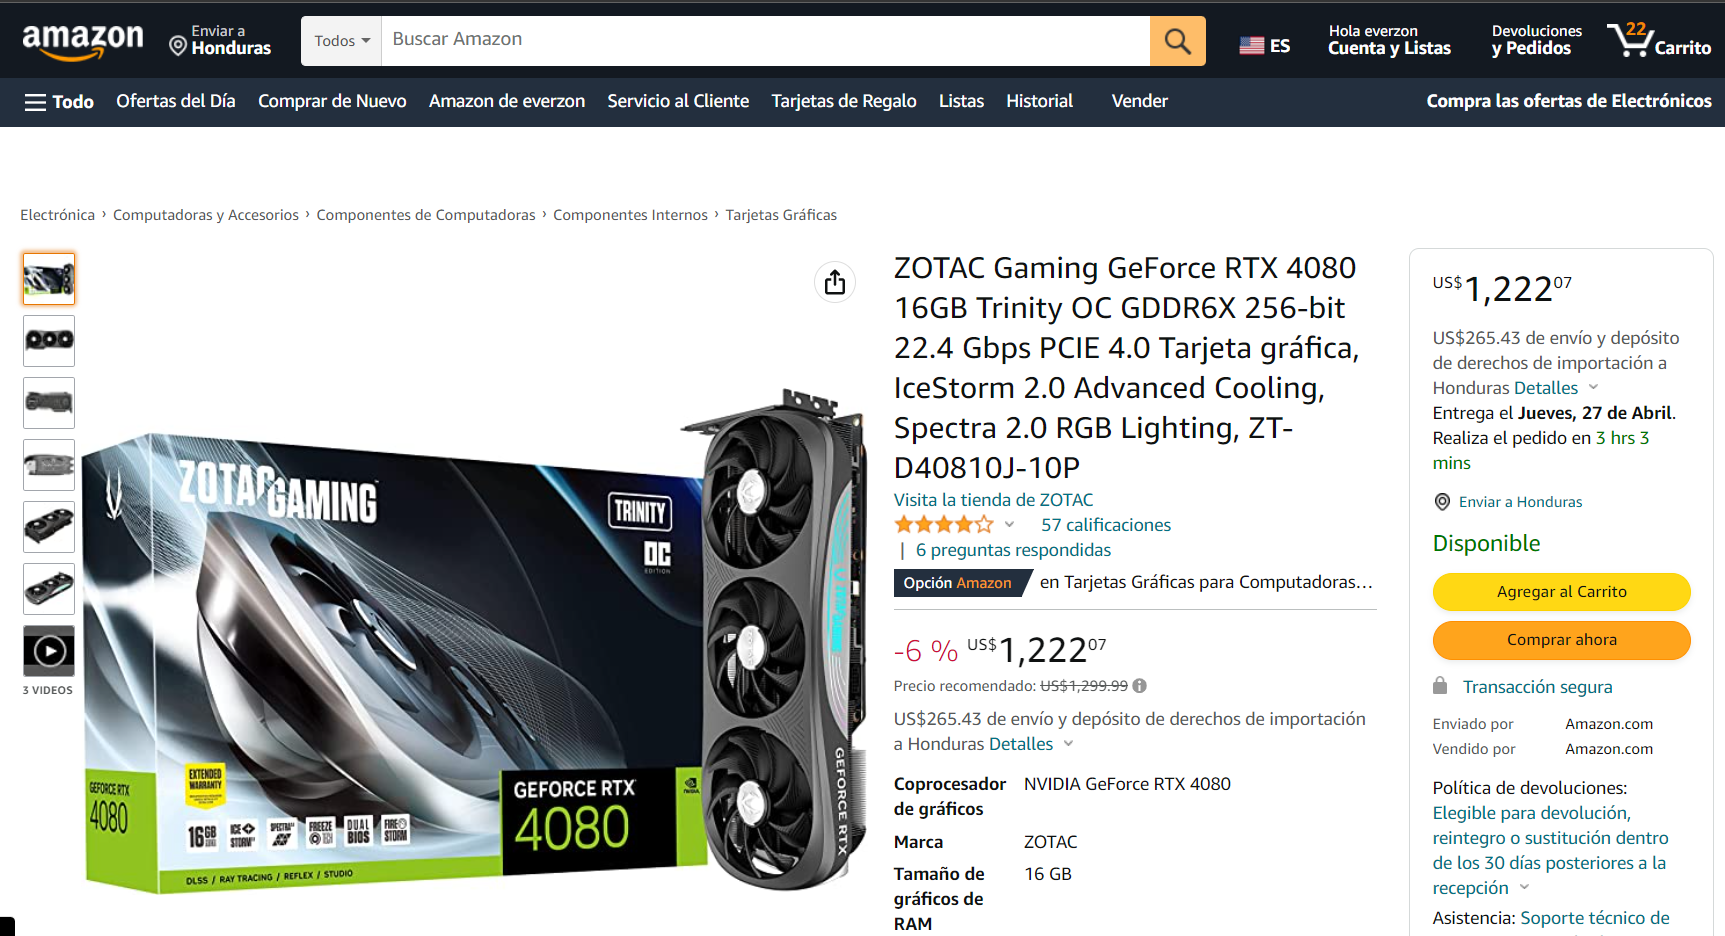 amazon
Enviar a
Honduras
Todos
Buscar Amazon
ES
Hola everzon
Cuenta y Listas
Devoluciones
y Pedidos
22
Carrito
Todo
Ofertas del Día
Comprar de Nuevo
Amazon de everzon
Servicio al Cliente
Tarjetas de Regalo
Listas
Historial
Vender
Compra las ofertas de Electrónicos
Electrónica › Computadoras y Accesorios › Componentes de Computadoras › Componentes Internos › Tarjetas Gráficas
3 VIDEOS
ZOTAC GAMING
TRINITY
OC
EDITION
GEFORCE RTX
4080
EXTENDED
WARRANTY
16GB
ICE
STORM
SPECTRA
FREEZE
TECH
DUAL
BIOS
FIRE
STORM
DLSS / RAY TRACING / REFLEX / STUDIO
GEFORCE RTX
4080
NVIDIA
GEFORCE RTX
ZOTAC Gaming GeForce RTX 4080
16GB Trinity OC GDDR6X 256-bit
22.4 Gbps PCIE 4.0 Tarjeta gráfica,
IceStorm 2.0 Advanced Cooling,
Spectra 2.0 RGB Lighting, ZT-
D40810J-10P
Visita la tienda de ZOTAC
57 calificaciones
| 6 preguntas respondidas
Opción Amazon en Tarjetas Gráficas para Computadoras…
-6 % US$1,22207
Precio recomendado: US$1,299.99
US$265.43 de envío y depósito de derechos de importación
a Honduras Detalles
Coprocesador NVIDIA GeForce RTX 4080
de gráficos
Marca ZOTAC
Tamaño de 16 GB
gráficos de
RAM
US$1,22207
US$265.43 de envío y depósito
de derechos de importación a
Honduras Detalles
Entrega el Jueves, 27 de Abril.
Realiza el pedido en 3 hrs 3
mins
Enviar a Honduras
Disponible
Agregar al Carrito
Comprar ahora
Transacción segura
Enviado por Amazon.com
Vendido por Amazon.com
Política de devoluciones:
Elegible para devolución,
reintegro o sustitución dentro
de los 30 días posteriores a la
recepción
Asistencia: Soporte técnico de